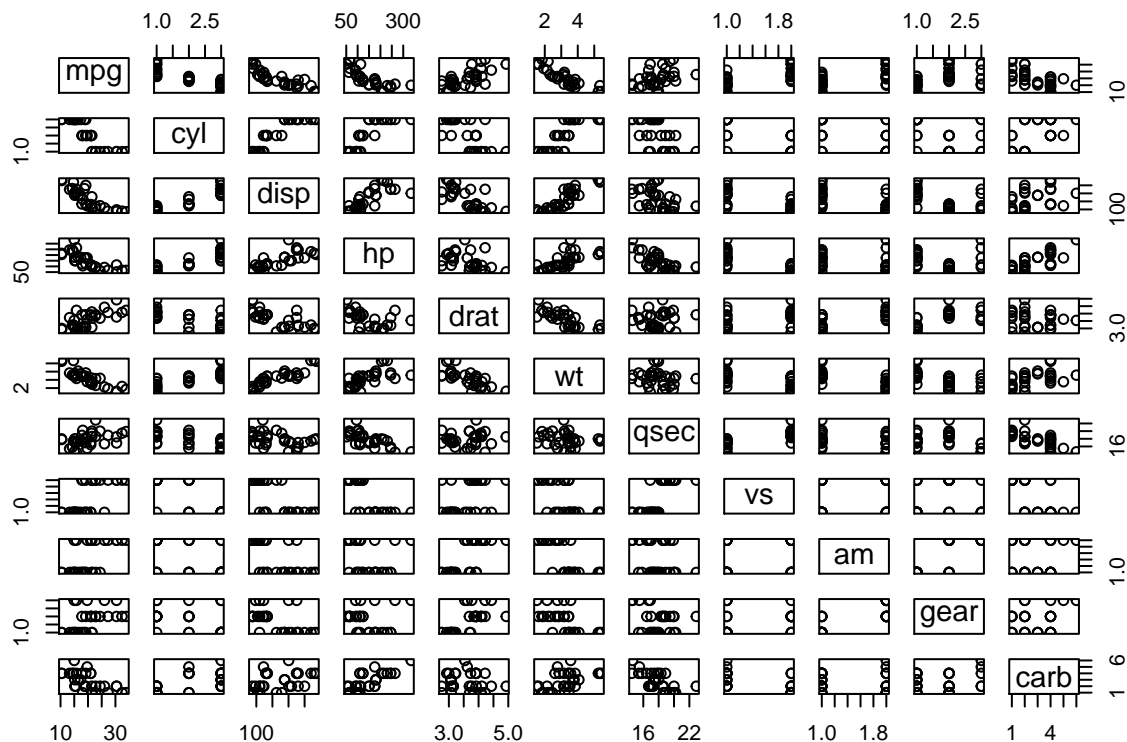 1.0 2.5 50 300 2 4 1.0 1.8 1.0 2.5
mpg 10
1.0 cyl
disp 100
50 hp
drat 3.0
2 wt
qsec 16
1.0 vs
am 1.0
1.0 gear
carb 1 6
10 30 100 3.0 5.0 16 22 1.0 1.8 1 4